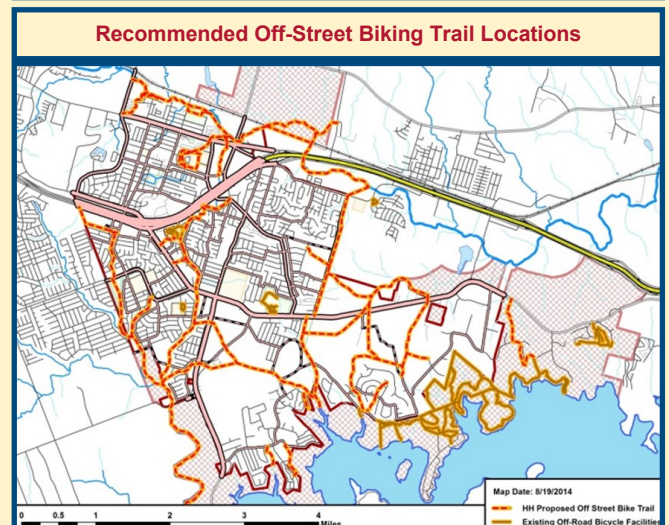 Recommended Off-Street Biking Trail Locations
Map Date: 8/19/2014
HH Proposed Off Street Bike Trail
Existing Off-Road Bicycle Facilities
0 0.5 1 2 3 4
Miles